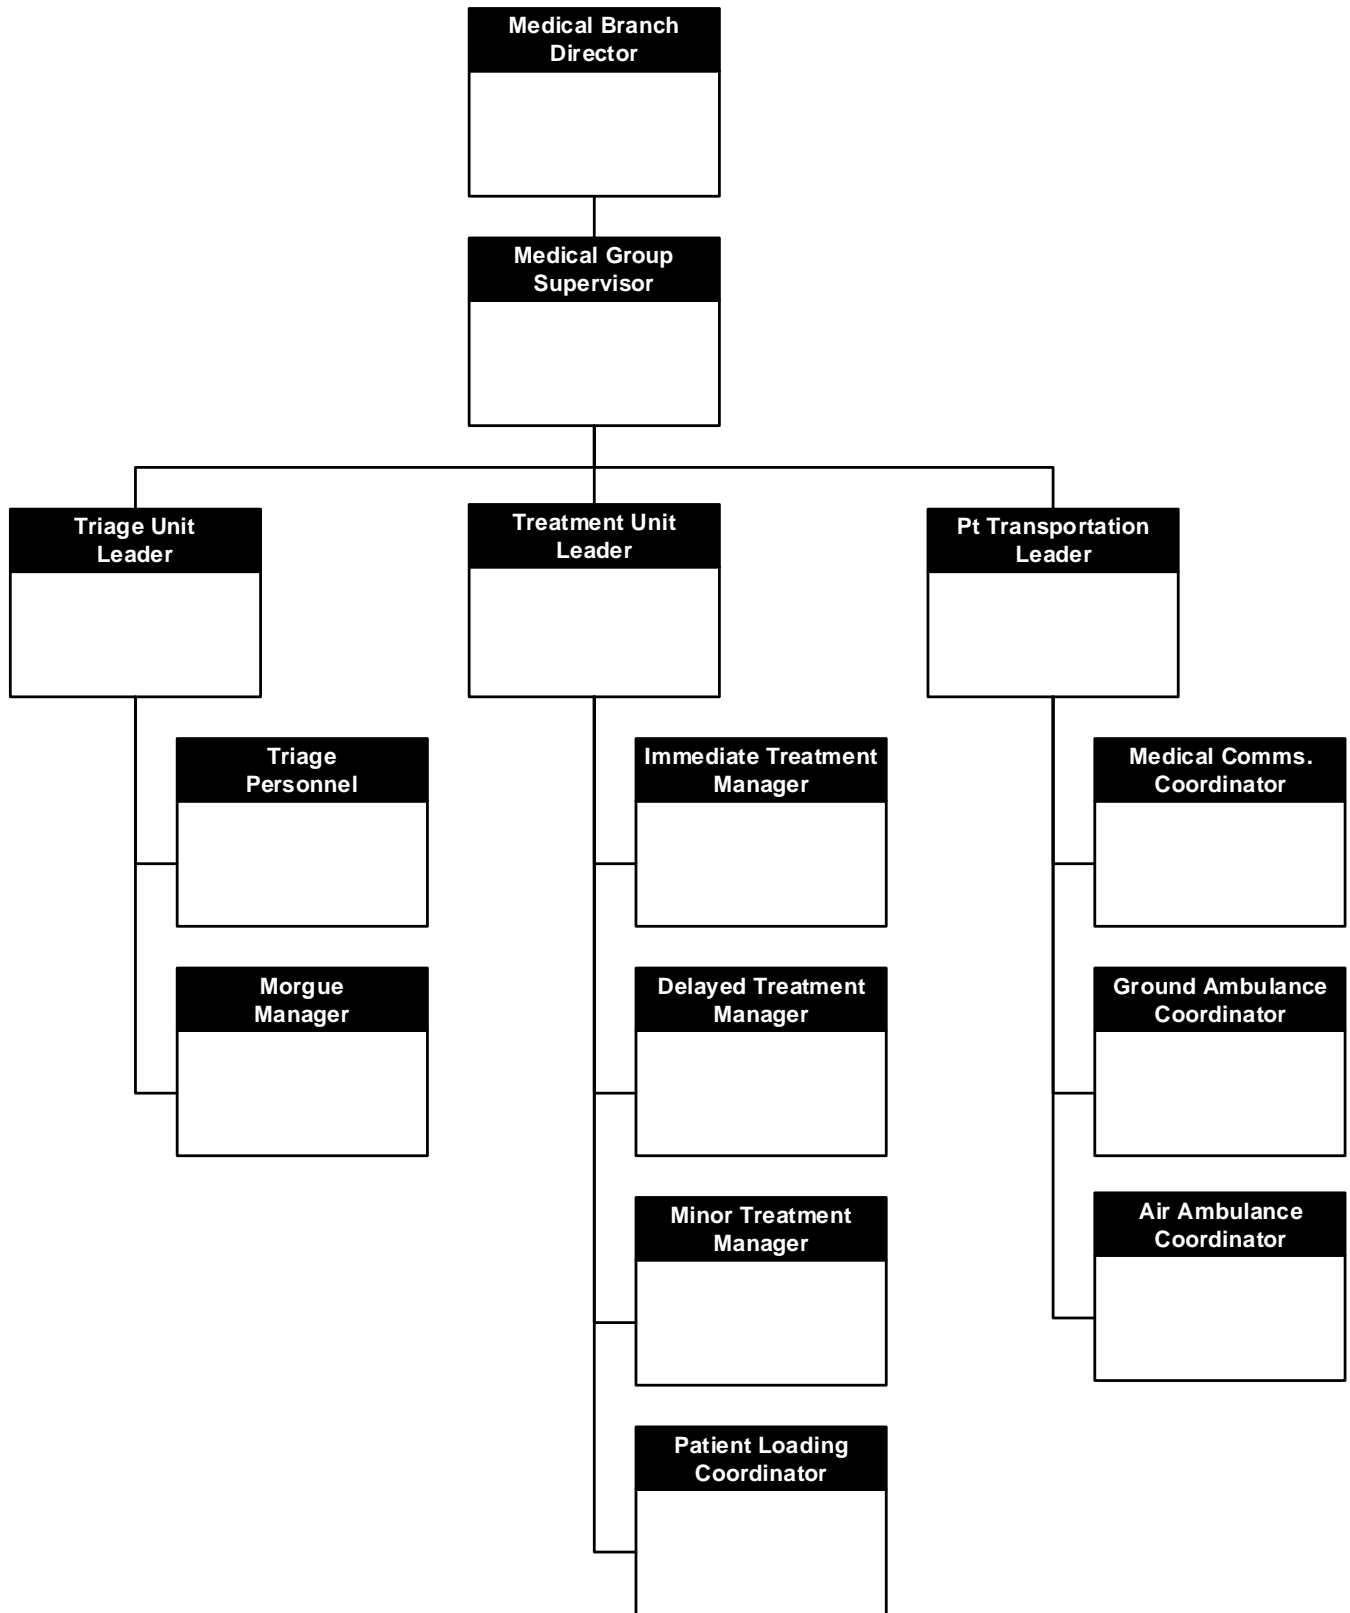 Medical Branch
Director
Medical Group
Supervisor
Triage Unit
Leader
Treatment Unit
Leader
Pt Transportation
Leader
Triage
Personnel
Immediate Treatment
Manager
Medical Comms.
Coordinator
Morgue
Manager
Delayed Treatment
Manager
Ground Ambulance
Coordinator
Minor Treatment
Manager
Air Ambulance
Coordinator
Patient Loading
Coordinator